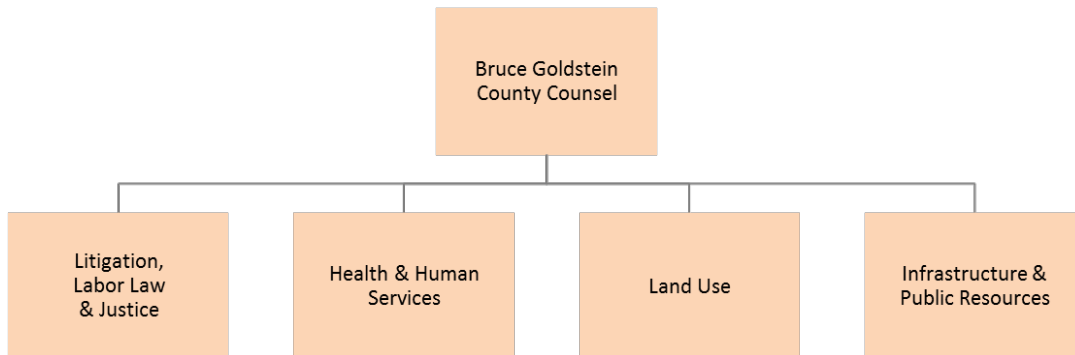 Bruce Goldstein
County Counsel
Litigation,
Labor Law
& Justice
Health & Human
Services
Land Use
Infrastructure &
Public Resources